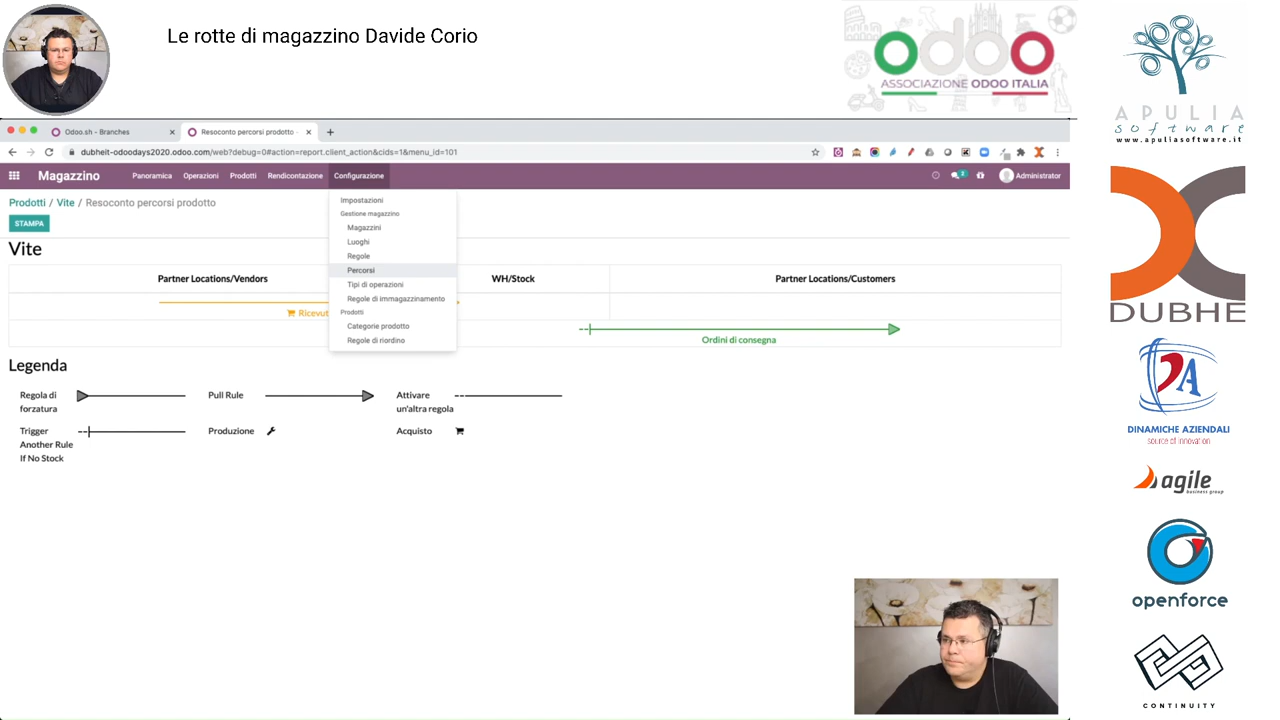 Le rotte di magazzino Davide Corio
odoo
ASSOCIAZIONE ODOO ITALIA
APULIA
software
www.apuliasoftware.it
Odoo.sh - Branches
Resoconto percorsi prodotto -
dubheit-odoodays2020.odoo.com/web?debug=0#action=report.client_action&cids=1&menu_id=101
Magazzino
Panoramica
Operazioni
Prodotti
Rendicontazione
Configurazione
Administrator
Prodotti / Vite / Resoconto percorsi prodotto
STAMPA
Impostazioni
Gestione magazzino
Magazzini
Luoghi
Regole
Percorsi
Tipi di operazioni
Regole di immagazzinamento
Prodotti
Categorie prodotto
Regole di riordino
Vite
Partner Locations/Vendors
WH/Stock
Partner Locations/Customers
Ricevut
Ordini di consegna
Legenda
Regola di
forzatura
Pull Rule
Attivare
un'altra regola
Trigger
Another Rule
If No Stock
Produzione
Acquisto
DUBHE
DA
DINAMICHE AZIENDALI
source of innovation
agile
business group
openforce
CONTINUITY